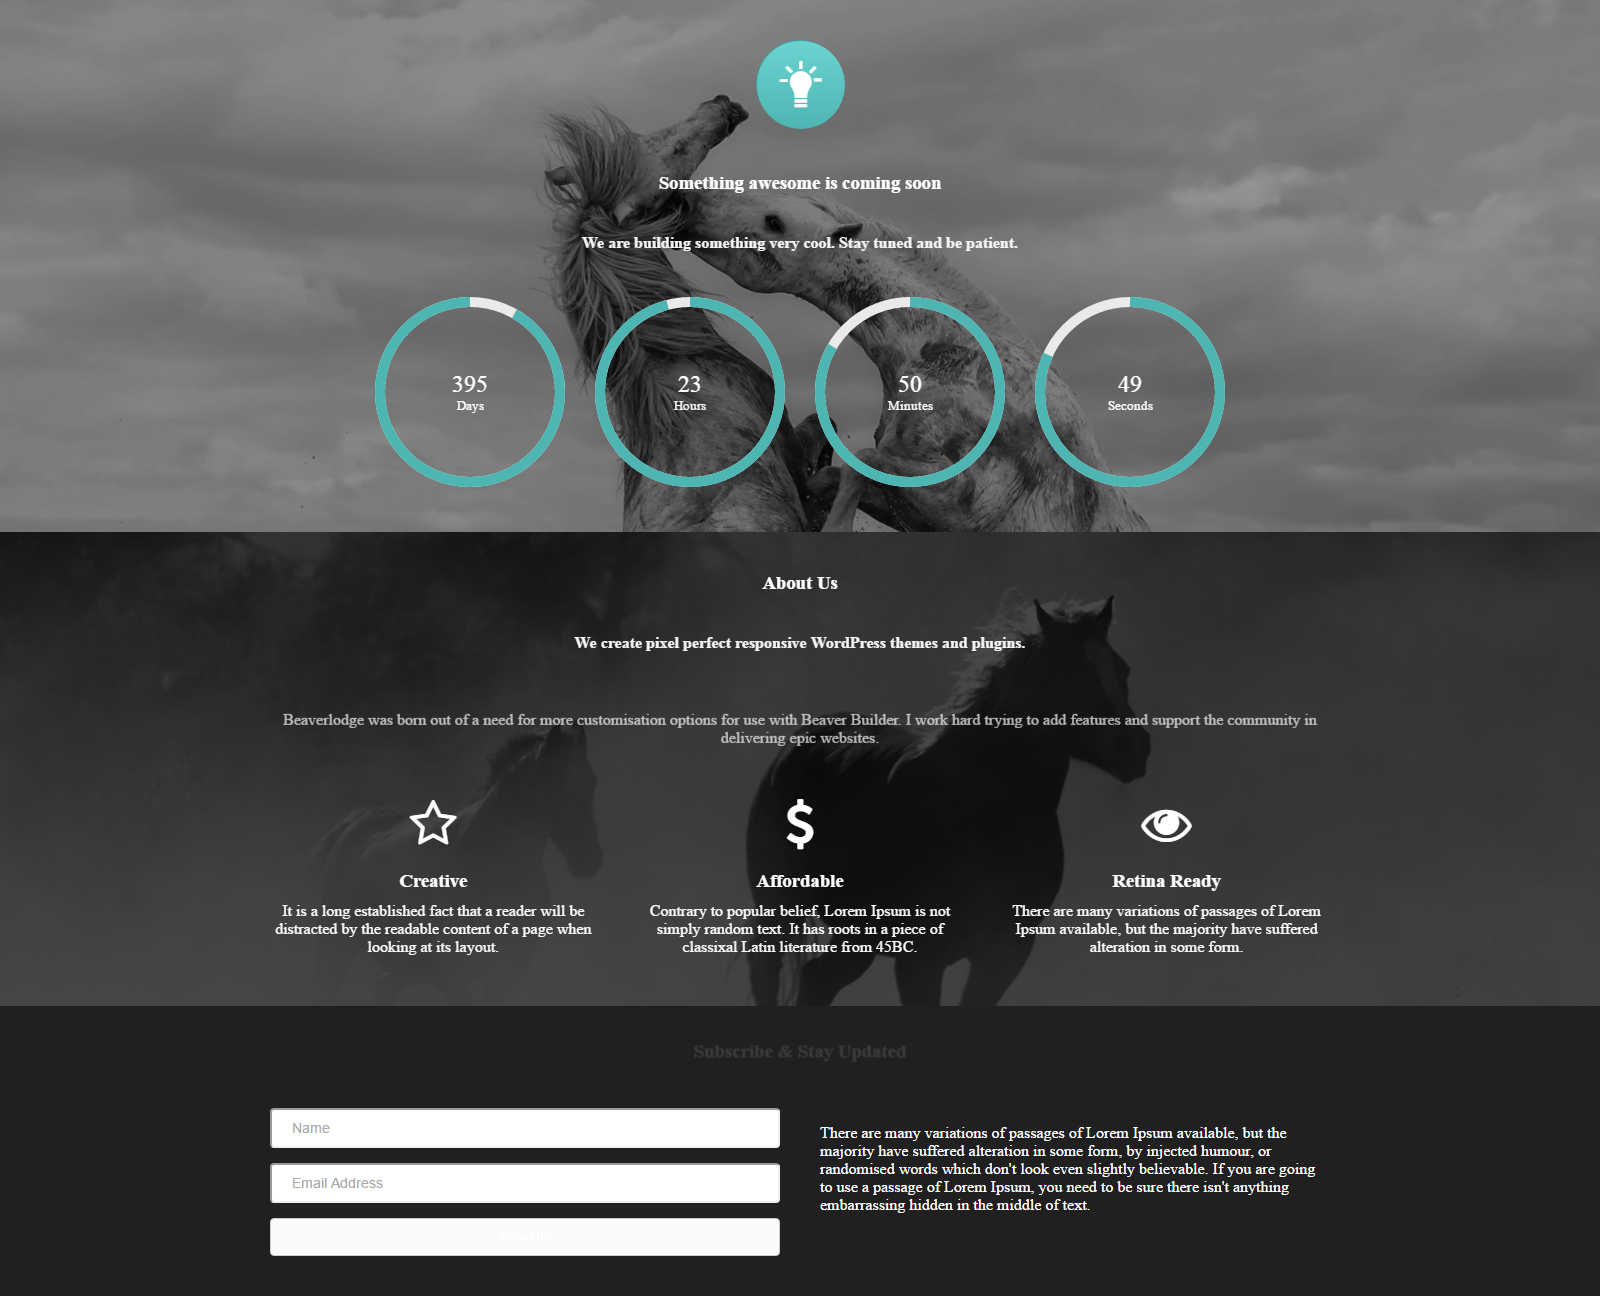 Something awesome is coming soon
We are building something very cool. Stay tuned and be patient.
395
Days
23
Hours
50
Minutes
49
Seconds
About Us
We create pixel perfect responsive WordPress themes and plugins.
Beaverlodge was born out of a need for more customisation options for use with Beaver Builder. I work hard trying to add features and support the community in
delivering epic websites.
Creative
It is a long established fact that a reader will be
distracted by the readable content of a page when
looking at its layout.
Affordable
Contrary to popular belief, Lorem Ipsum is not
simply random text. It has roots in a piece of
classixal Latin literature from 45BC.
Retina Ready
There are many variations of passages of Lorem
Ipsum available, but the majority have suffered
alteration in some form.
Subscribe & Stay Updated
Name
Email Address
Subscribe
There are many variations of passages of Lorem Ipsum available, but the
majority have suffered alteration in some form, by injected humour, or
randomised words which don't look even slightly believable. If you are going
to use a passage of Lorem Ipsum, you need to be sure there isn't anything
embarrassing hidden in the middle of text.